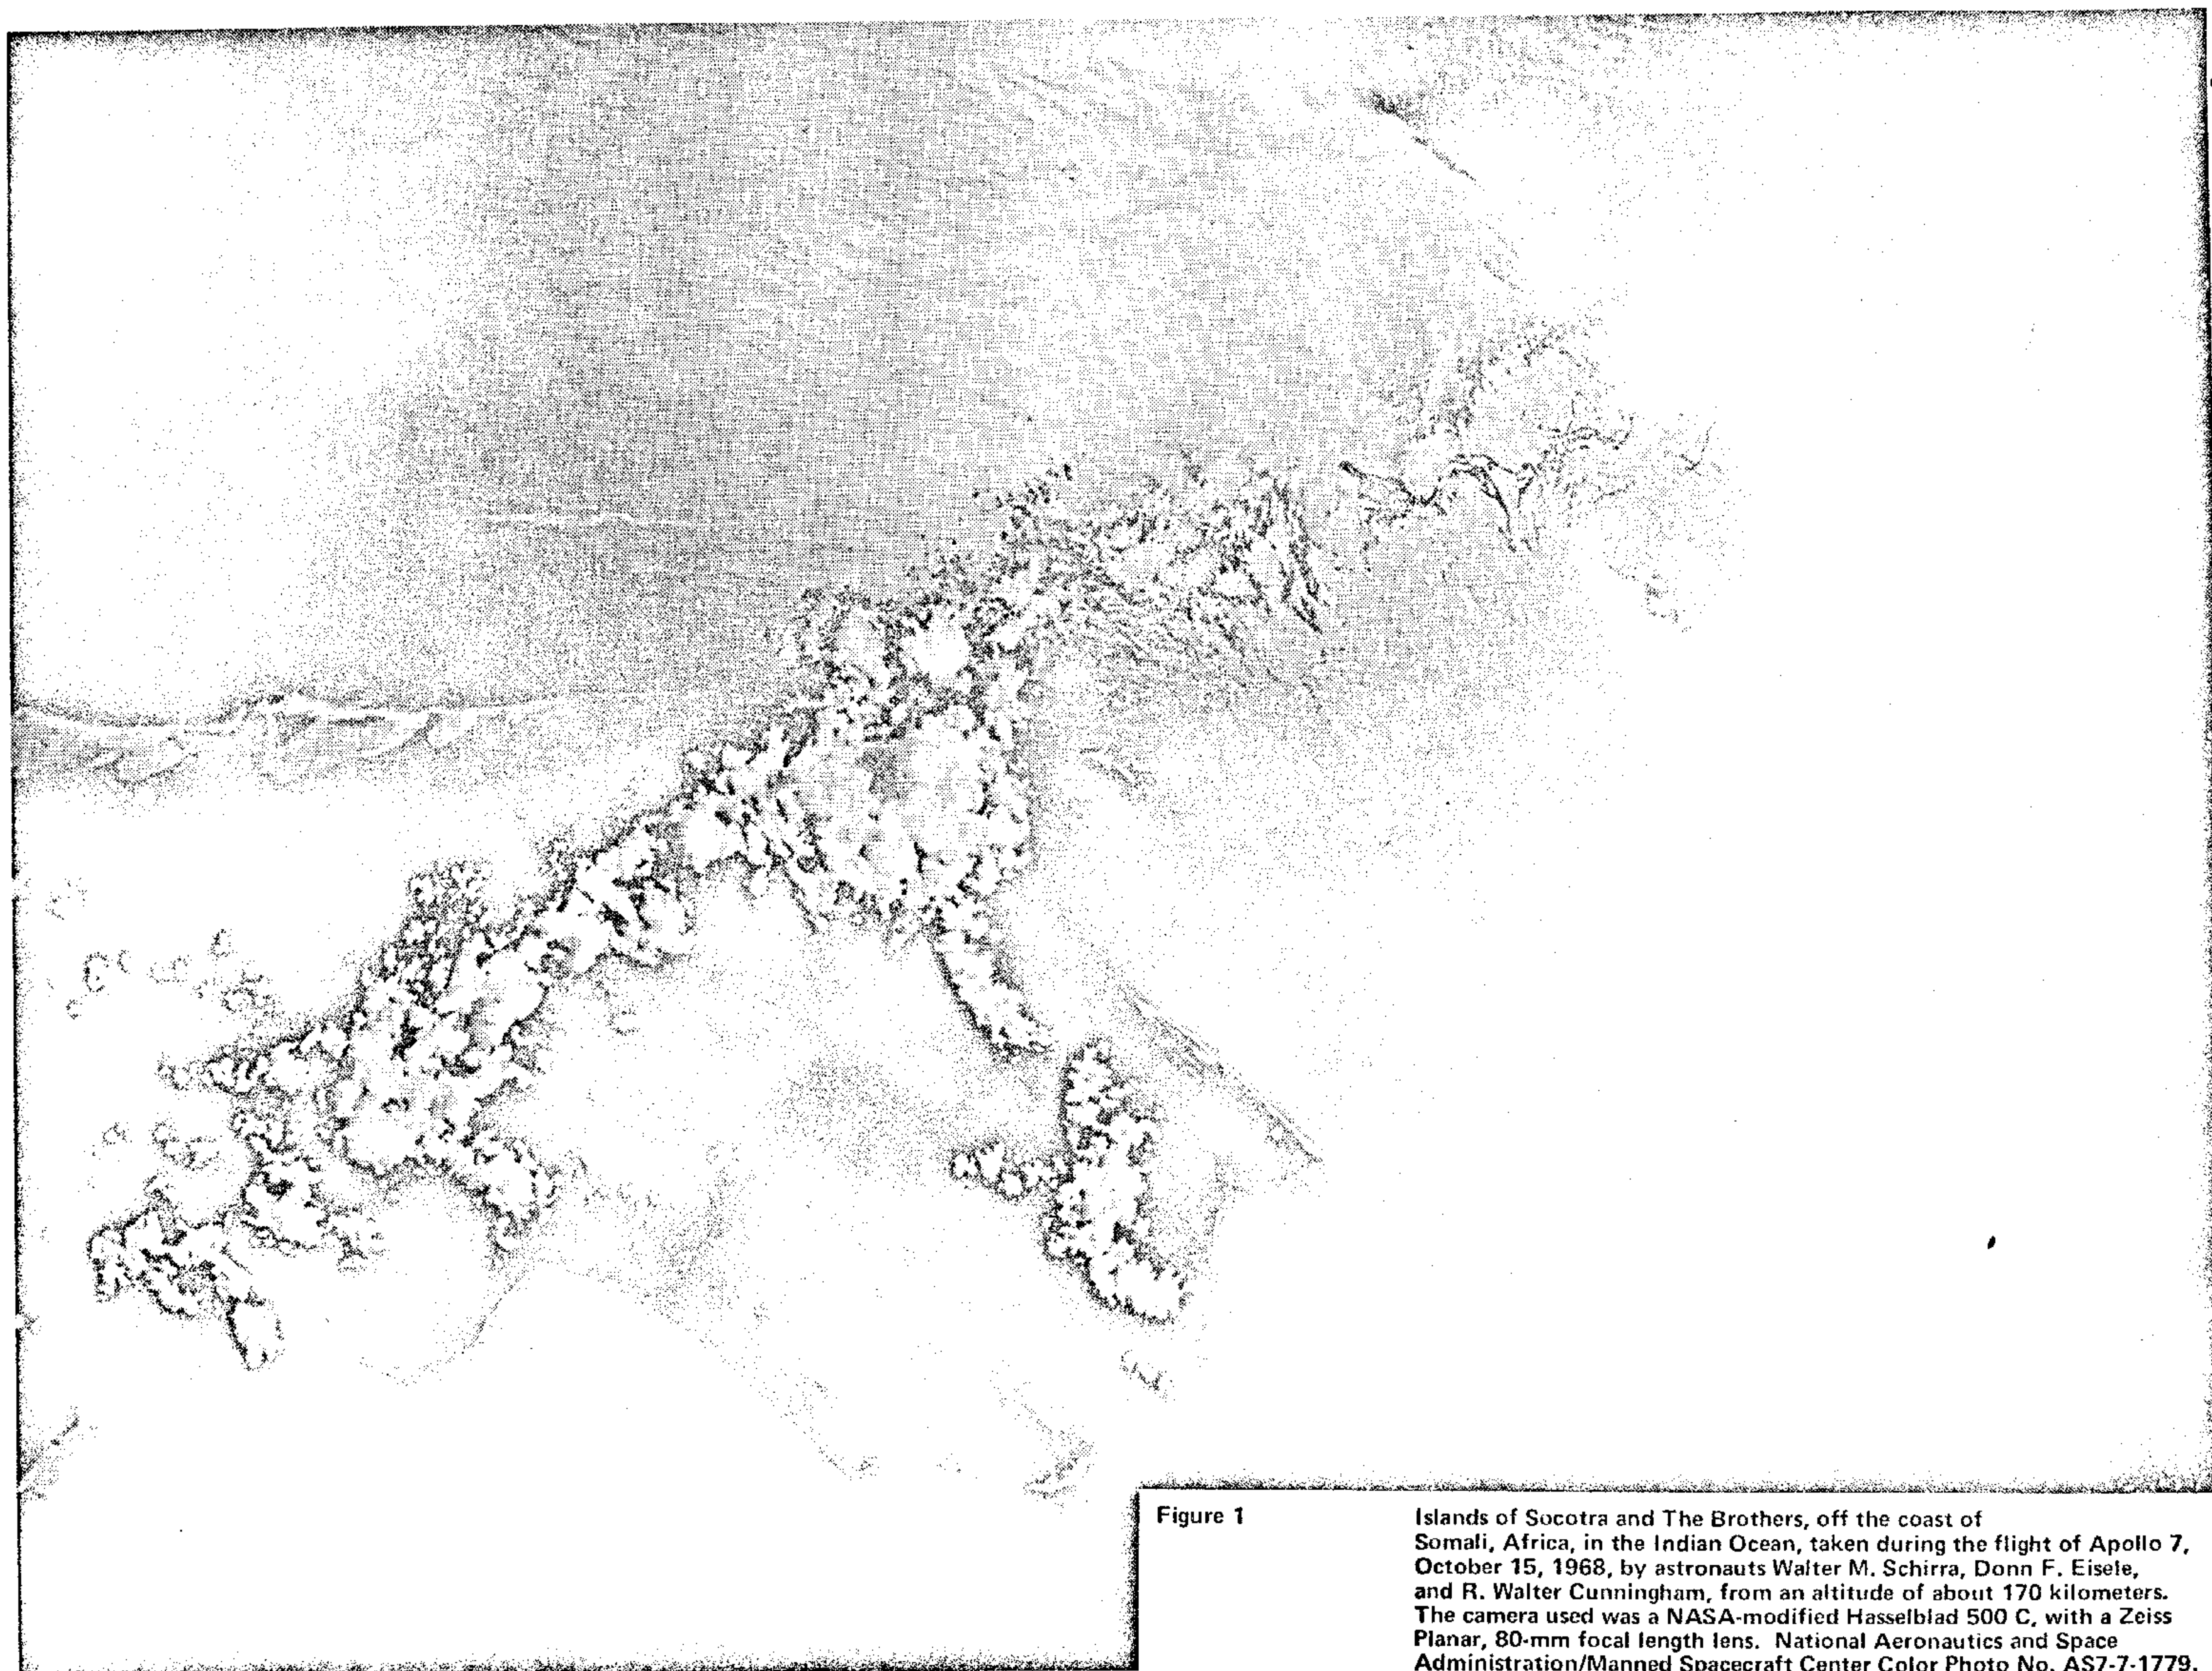 Figure 1
Islands of Socotra and The Brothers, off the coast of
Somali, Africa, in the Indian Ocean, taken during the flight of Apollo 7,
October 15, 1968, by astronauts Walter M. Schirra, Donn F. Eisele,
and R. Walter Cunningham, from an altitude of about 170 kilometers.
The camera used was a NASA-modified Hasselblad 500 C, with a Zeiss
Planar, 80-mm focal length lens. National Aeronautics and Space
Administration/Manned Spacecraft Center Color Photo No. AS7-7-1779.